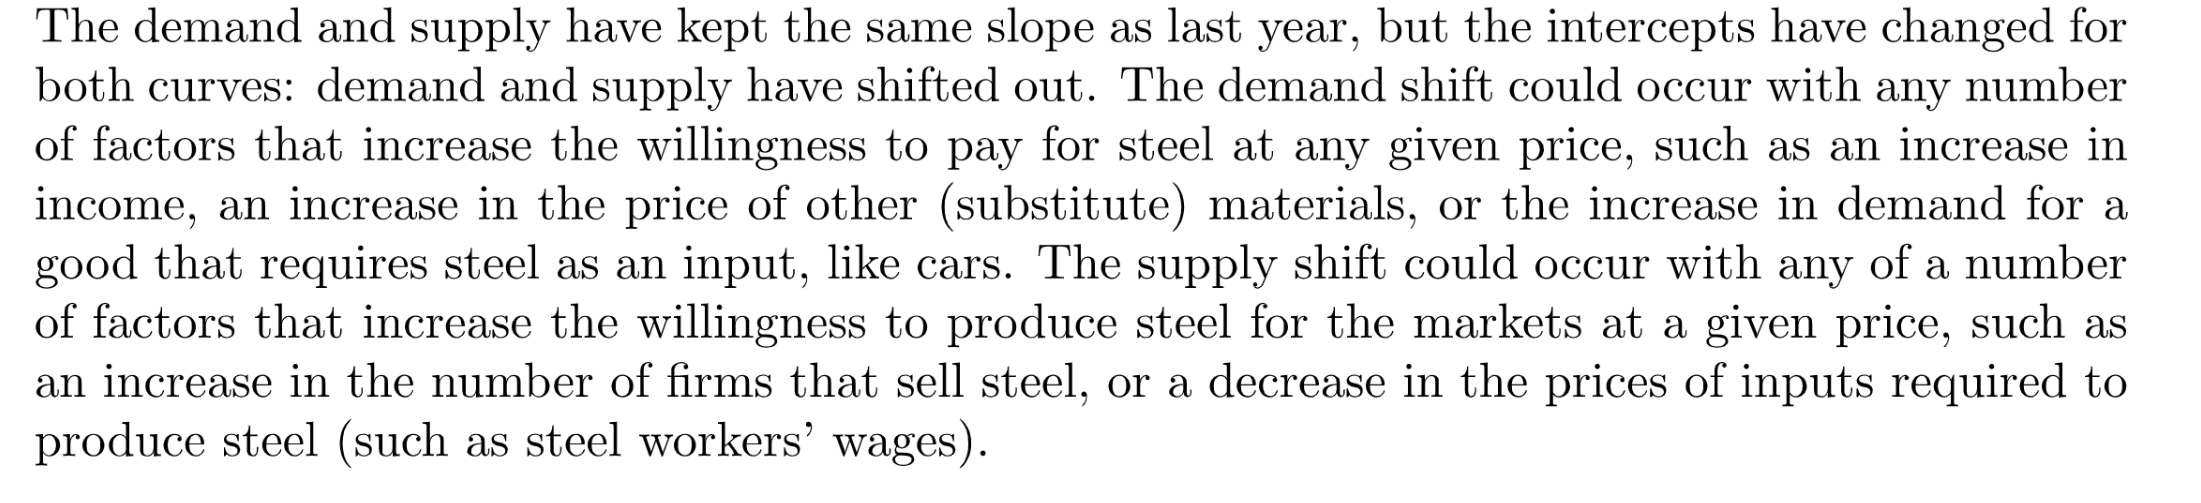 The demand and supply have kept the same slope as last year, but the intercepts have changed for
both curves: demand and supply have shifted out. The demand shift could occur with any number
of factors that increase the willingness to pay for steel at any given price, such as an increase in
income, an increase in the price of other (substitute) materials, or the increase in demand for a
good that requires steel as an input, like cars. The supply shift could occur with any of a number
of factors that increase the willingness to produce steel for the markets at a given price, such as
an increase in the number of firms that sell steel, or a decrease in the prices of inputs required to
produce steel (such as steel workers’ wages).